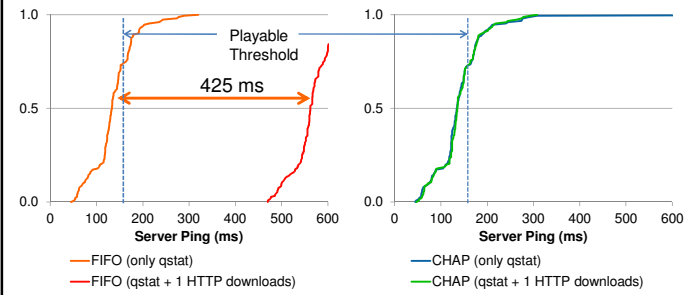 1.0
0.5
0.0
0 100 200 300 400 500 600
Server Ping (ms)
FIFO (only qstat)
FIFO (qstat + 1 HTTP downloads)
Playable
Threshold
425 ms
1.0
0.5
0.0
0 100 200 300 400 500 600
Server Ping (ms)
CHAP (only qstat)
CHAP (qstat + 1 HTTP downloads)